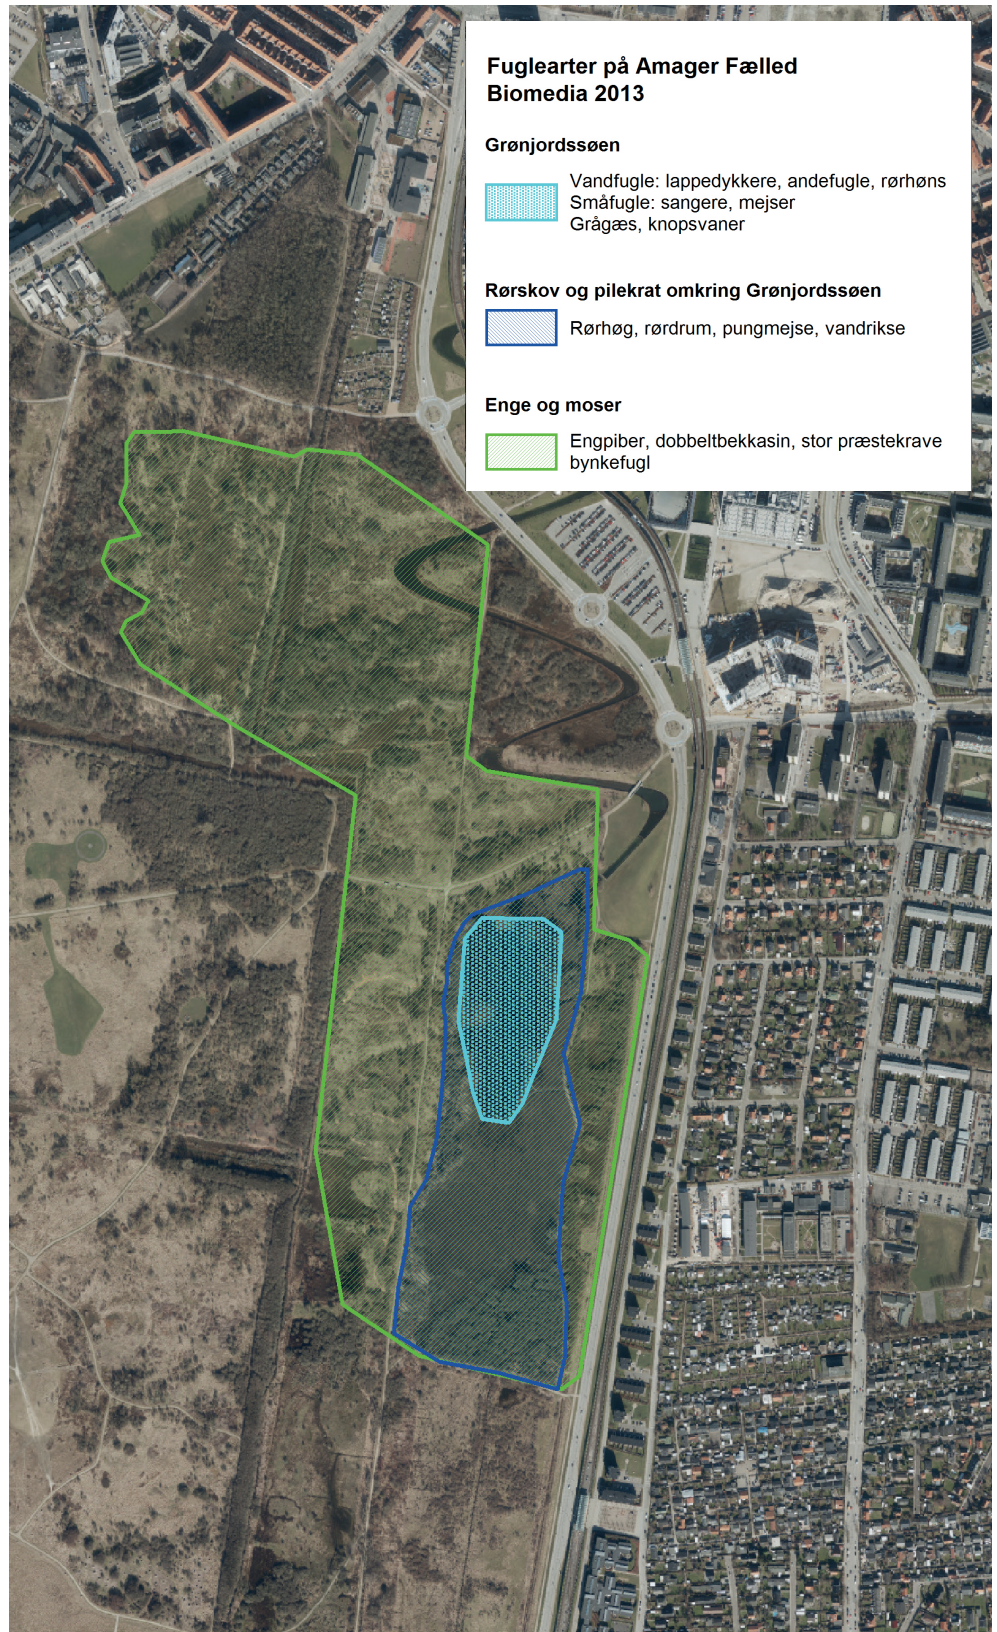 Fuglearter på Amager Fælled
Biomedia 2013
Grønjordssøen
Vandfugle: lappedykkere, andefugle, rørhøns
Småfugle: sangere, mejser
Grågæs, knopsvaner
Rørskov og pilekrat omkring Grønjordssøen
Rørhøg, rørdrum, pungmejse, vandrikse
Enge og moser
Engpiber, dobbeltbekkasin, stor præstekrave
bynkefugl